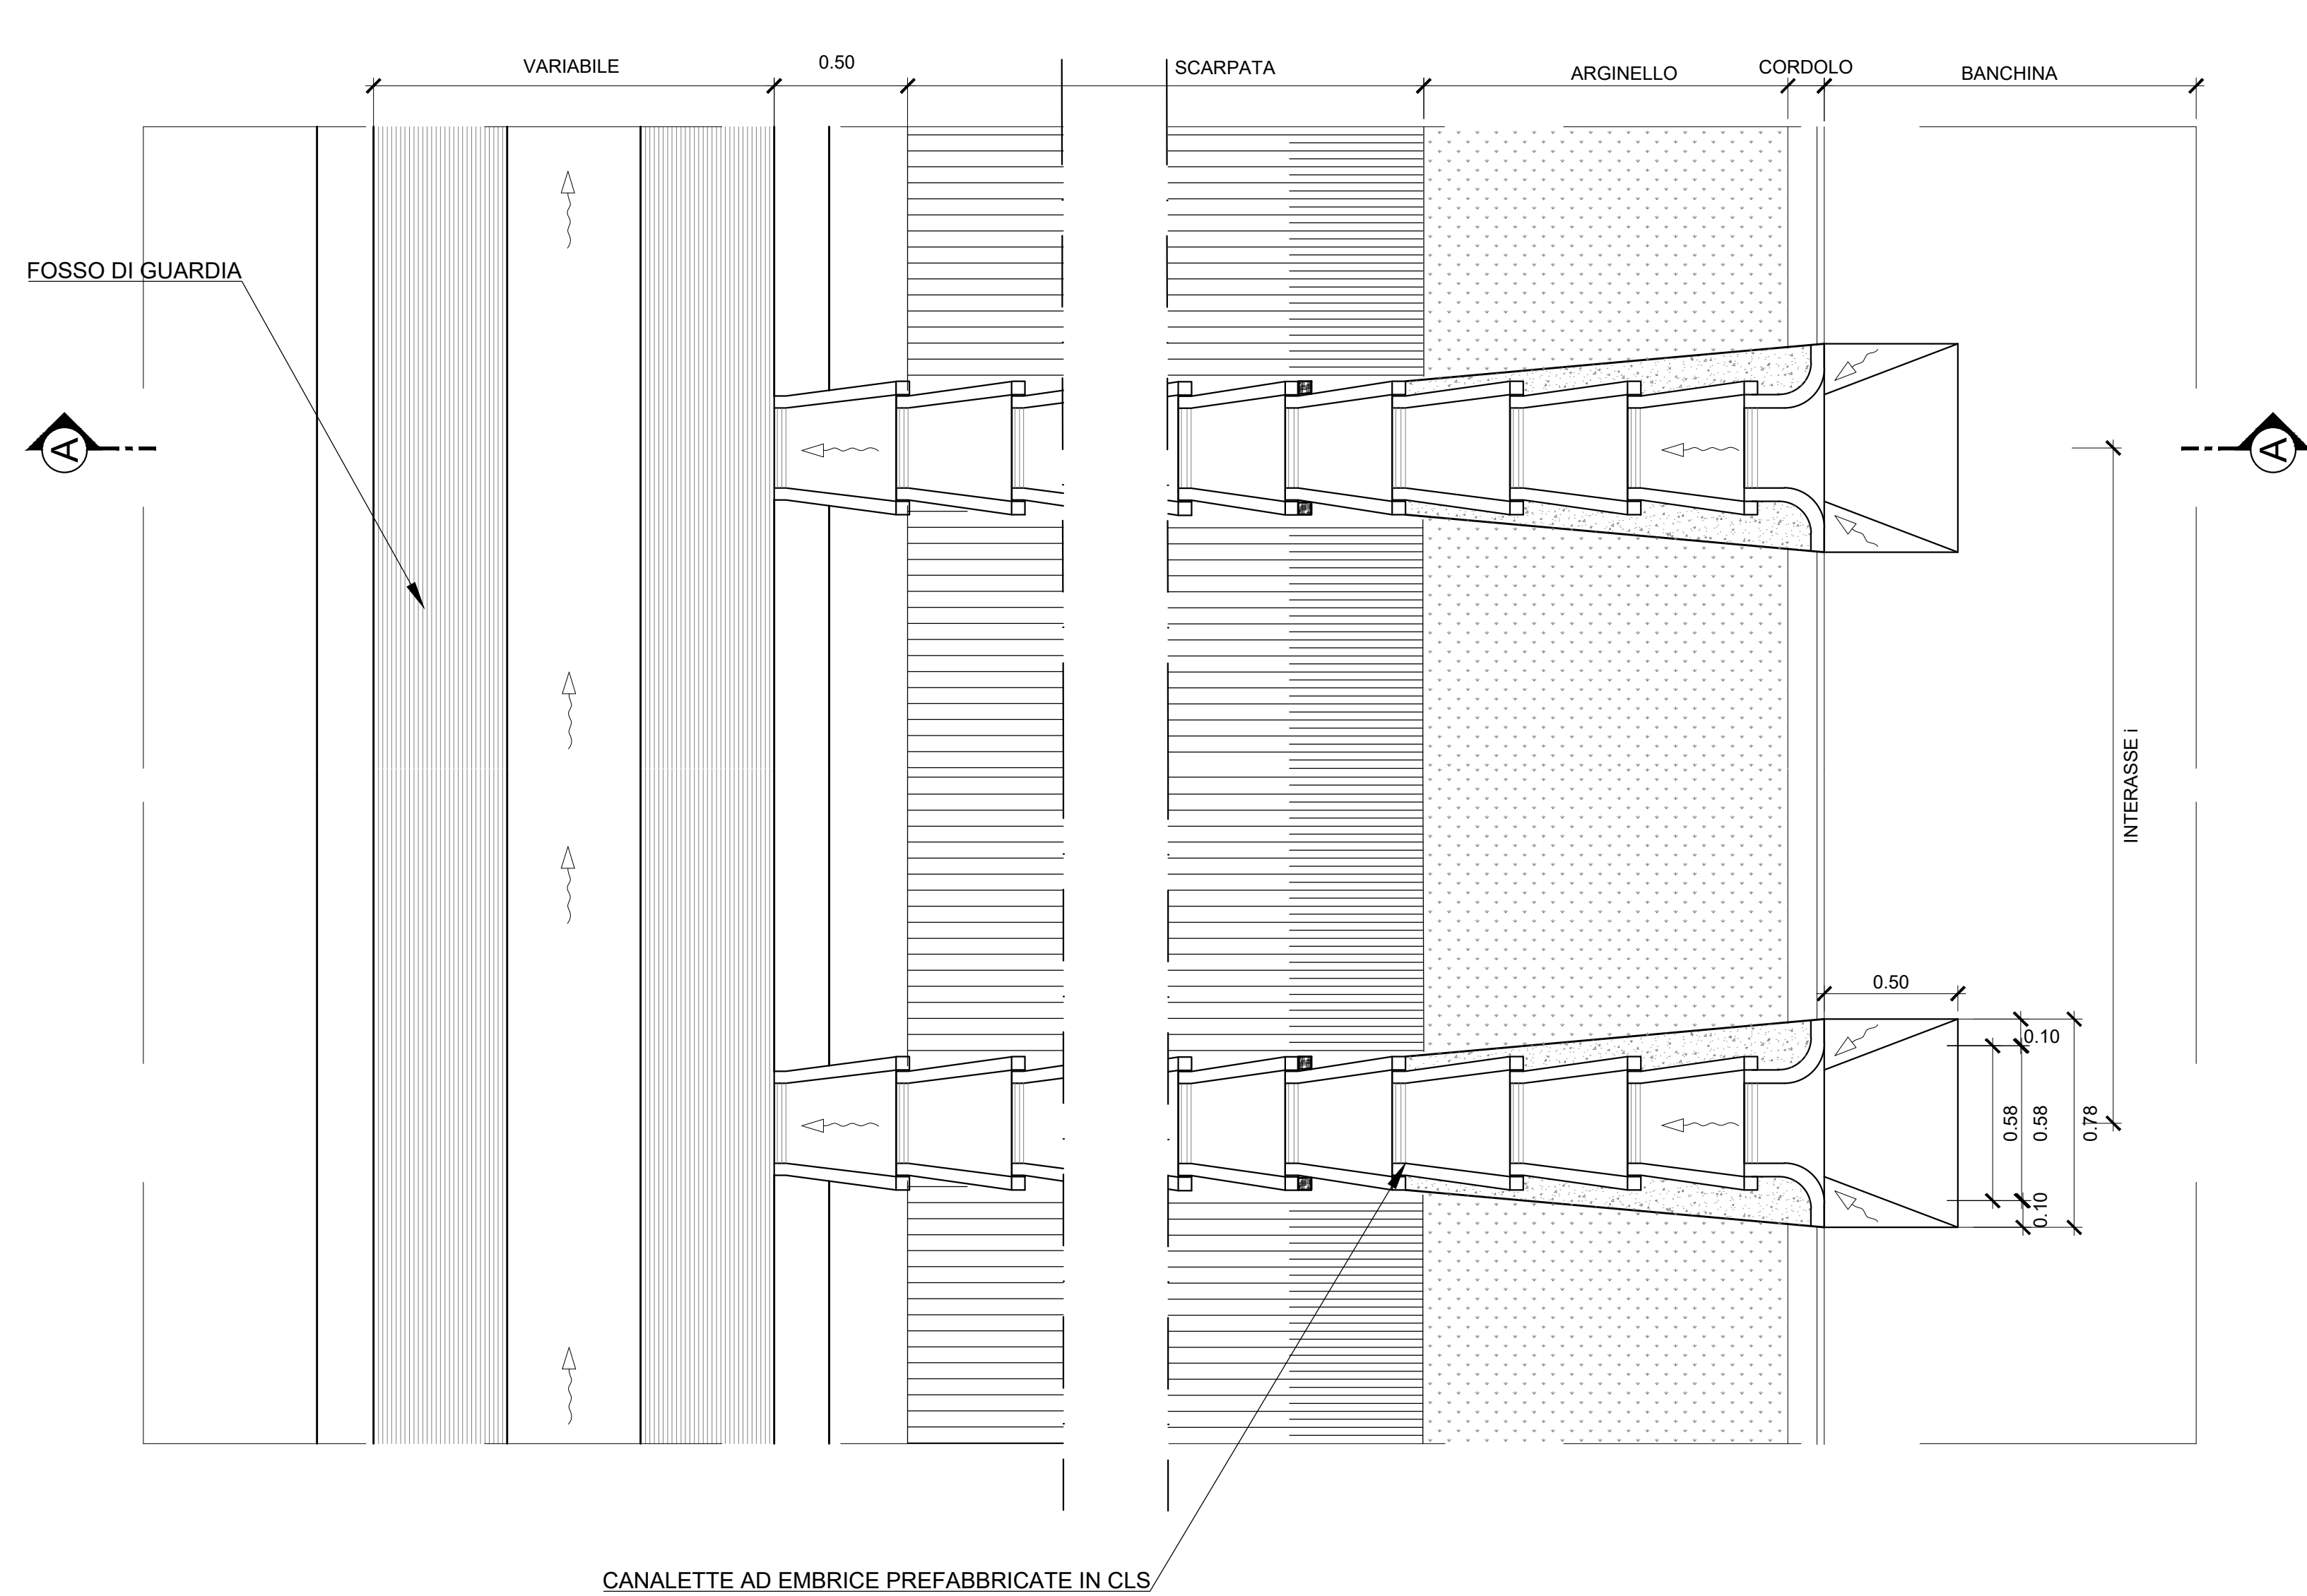 VARIABILE
0.50
SCARPATA
ARGINELLO
CORDOLO
BANCHINA
FOSSO DI GUARDIA
A
A
INTERASSE i
0.50
0.10
0.58
0.58
0.78
0.10
CANALETTE AD EMBRICE PREFABBRICATE IN CLS